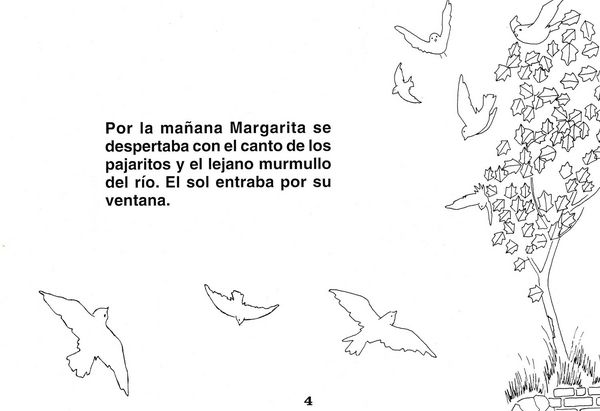 Por la mañana Margarita se
despertaba con el canto de los
pajaritos y el lejano murmullo
del río. El sol entraba por su
ventana.
4